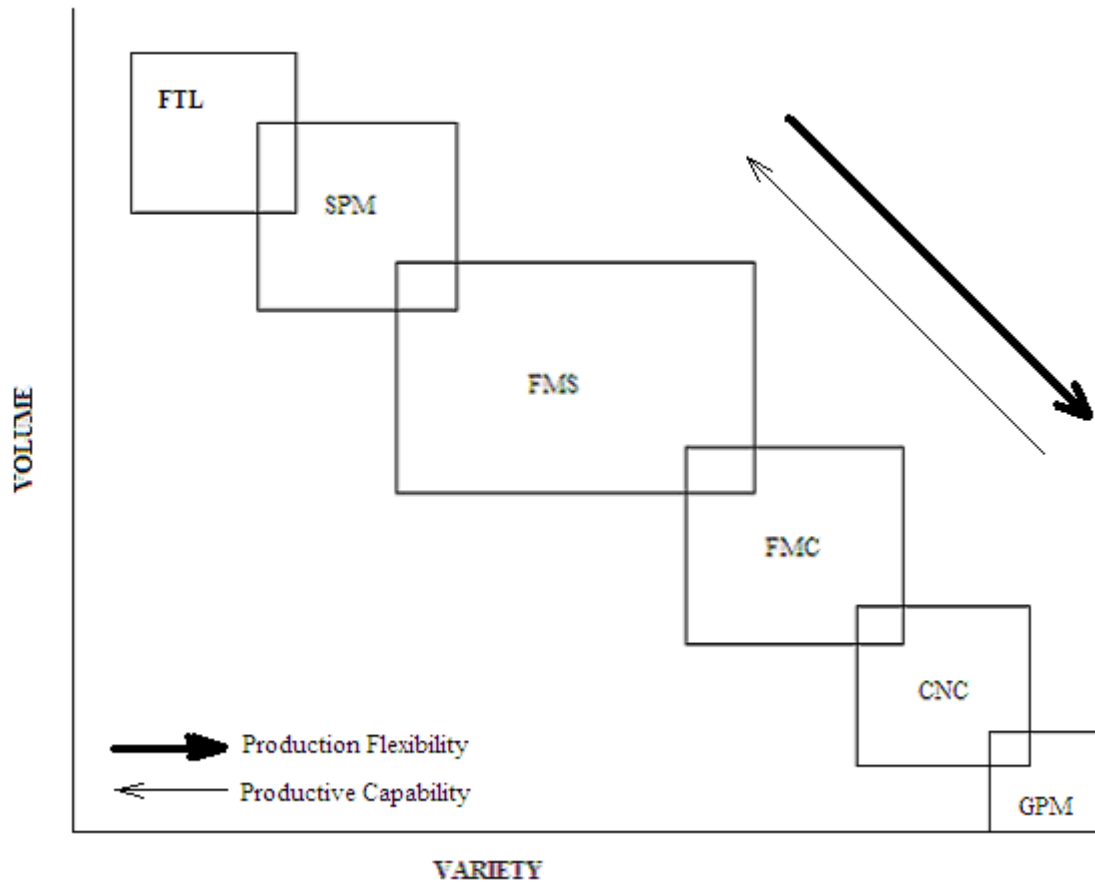 FTL
SPM
FMS
VOLUME
FMC
CNC
Production Flexibility
Productive Capability
GPM
VARIETY